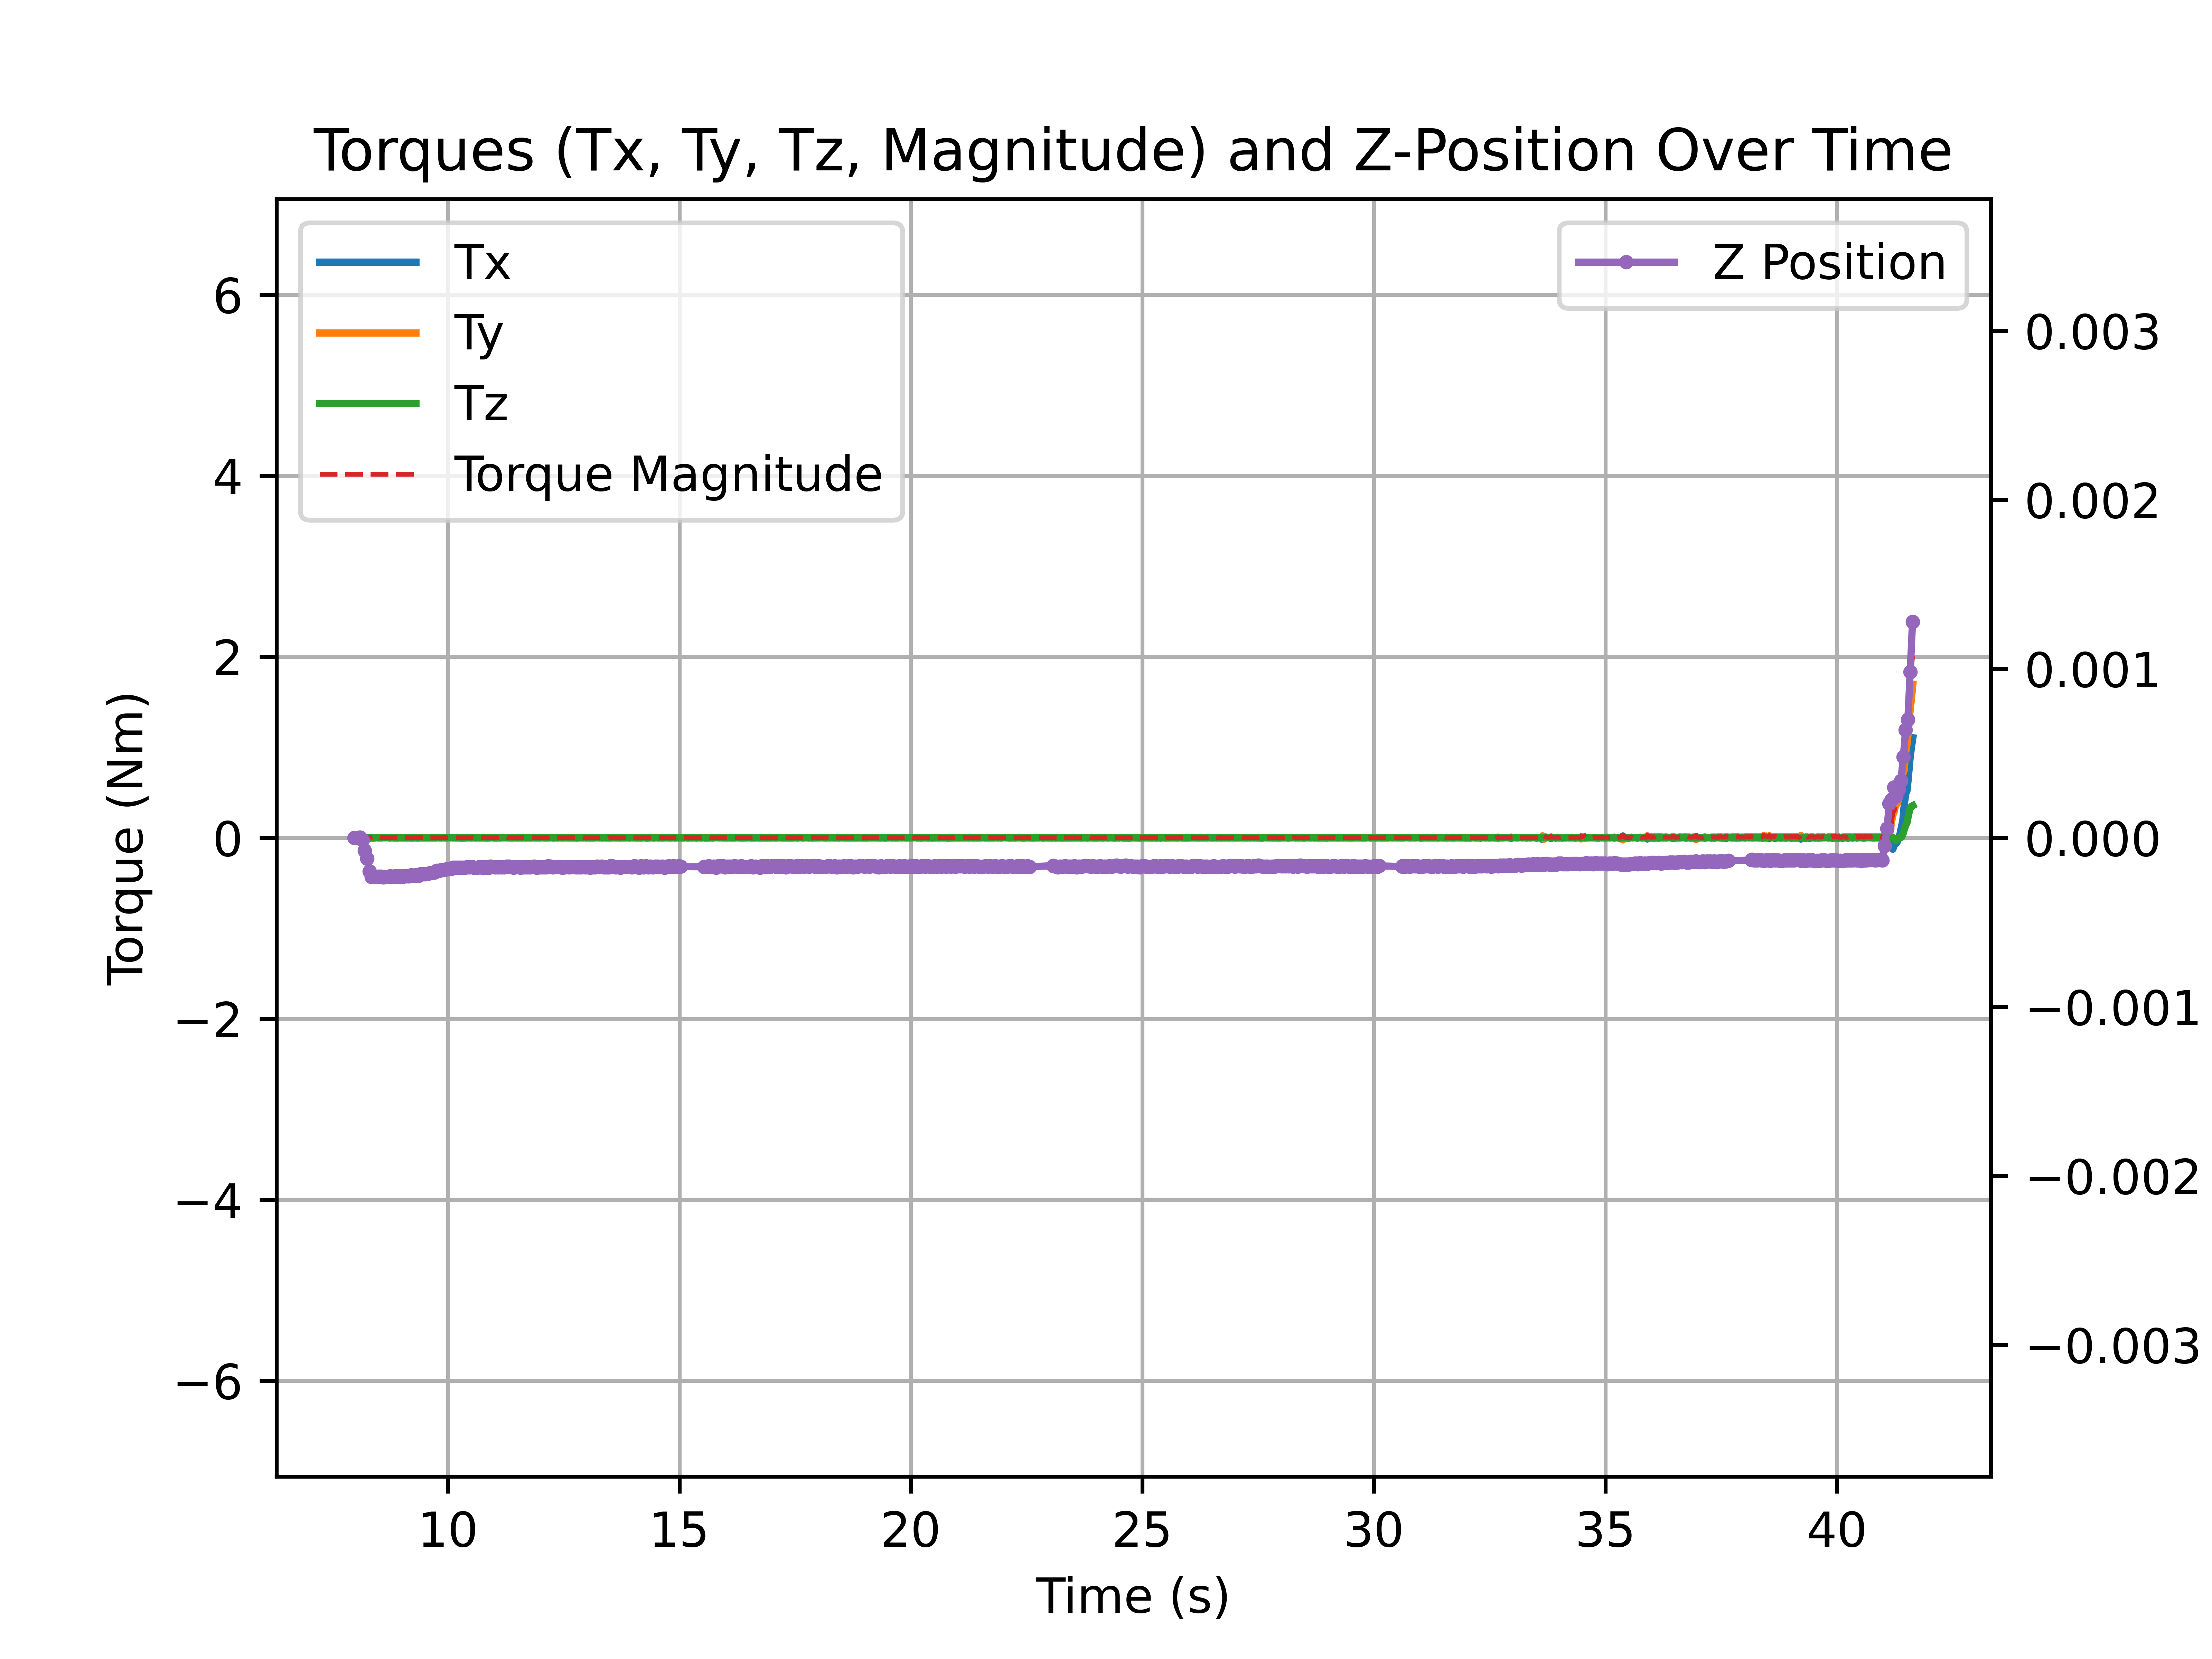 Torques (Tx, Ty, Tz, Magnitude) and Z-Position Over Time
Tx
Ty
Tz
Torque Magnitude
Z Position
6
4
2
0
−2
−4
−6
Torque (Nm)
0.003
0.002
0.001
0.000
−0.001
−0.002
−0.003
10
15
20
25
30
35
40
Time (s)